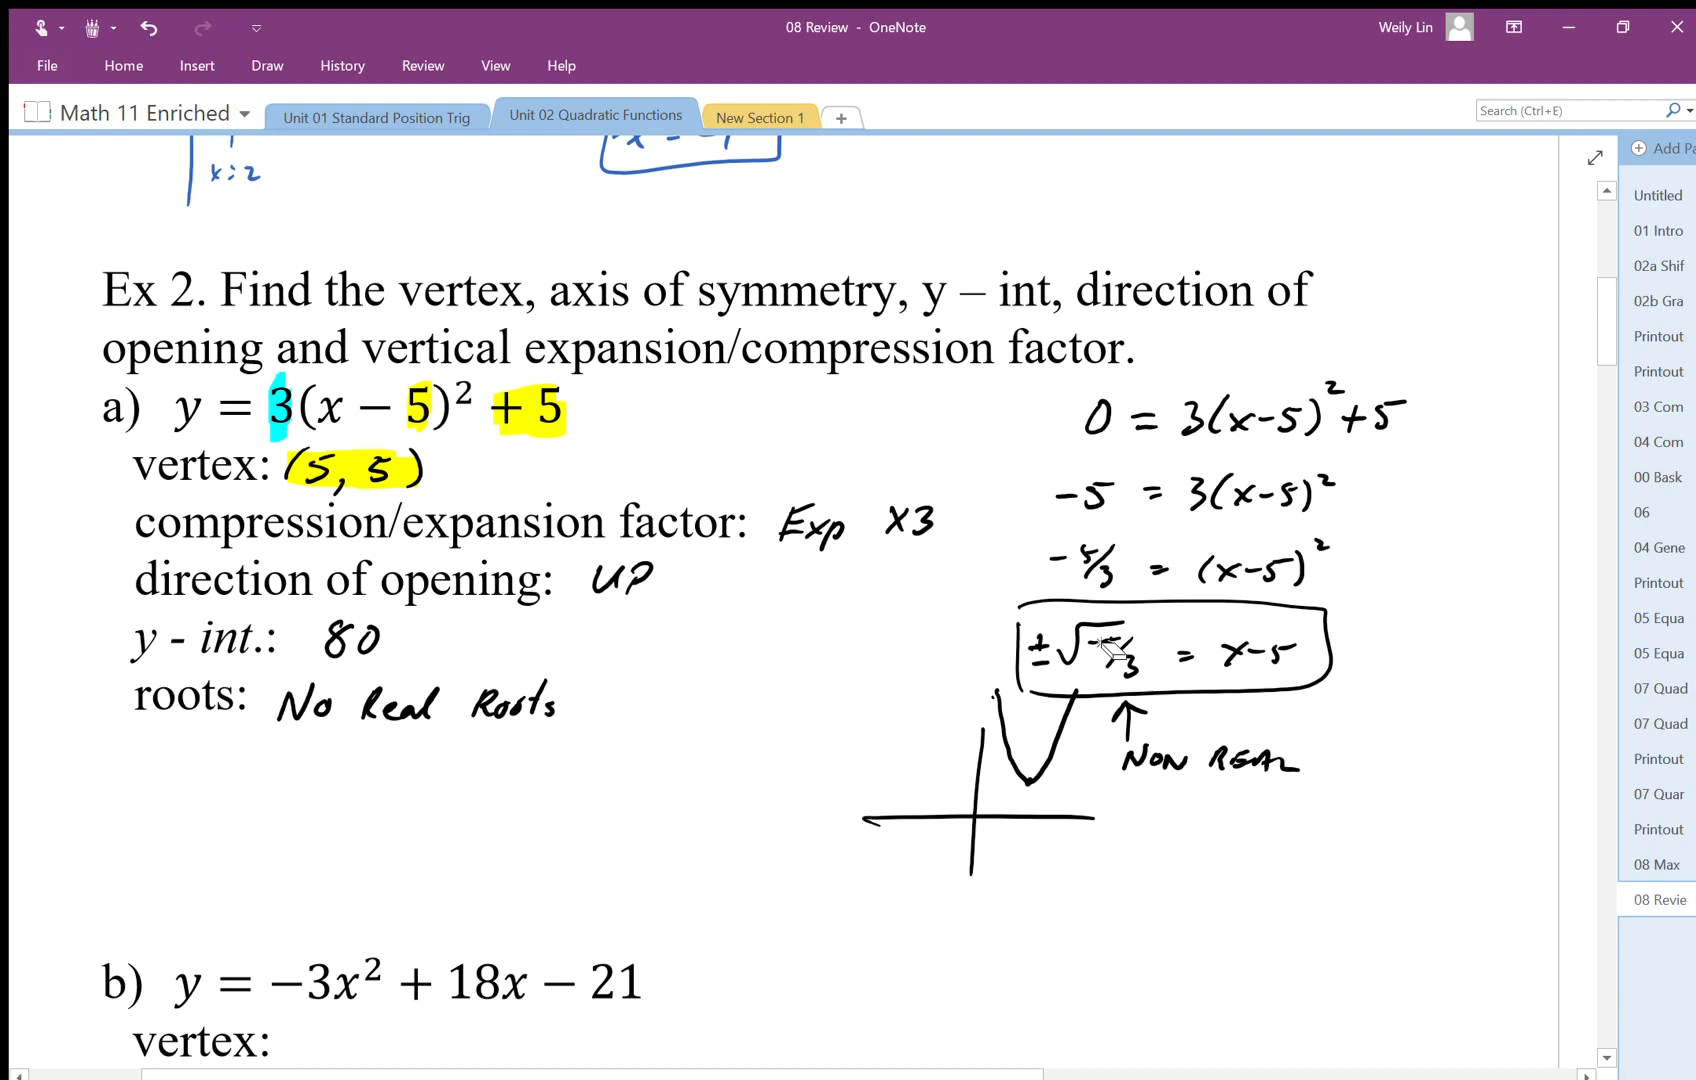 08 Review - OneNote
Weily Lin
File Home Insert Draw History Review View Help
Math 11 Enriched
Unit 01 Standard Position Trig
Unit 02 Quadratic Functions
New Section 1
Search (Ctrl+E)
x = 2
Ex 2. Find the vertex, axis of symmetry, y – int, direction of
opening and vertical expansion/compression factor.
a) y = 3(x − 5)² + 5
vertex: (5, 5)
compression/expansion factor: Exp X3
direction of opening: UP
y - int.: 80
roots: No Real Roots
0 = 3(x-5)² + 5
-5 = 3(x-5)²
-5/3 = (x-5)²
±√-5/3 = x-5
NON REAL
b) y = −3x² + 18x − 21
vertex:
Add Pa
Untitled
01 Intro
02a Shif
02b Gra
Printout
Printout
03 Com
04 Com
00 Bask
06
04 Gene
Printout
05 Equa
05 Equa
07 Quad
07 Quad
Printout
07 Quar
Printout
08 Max
08 Revie